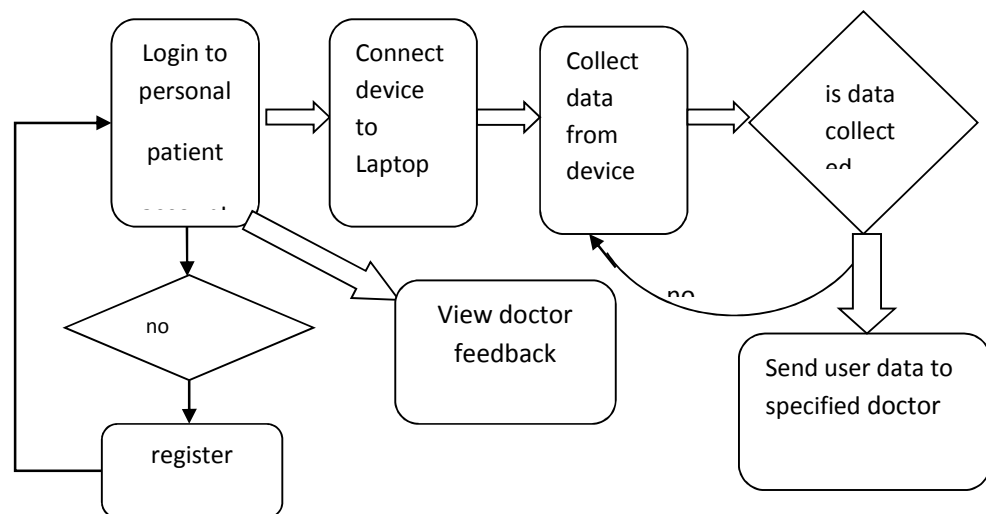 Login to
personal
patient
Connect
device
to
Laptop
Collect
data
from
device
is data
collect
ed
no
no
View doctor
feedback
Send user data to
specified doctor
register